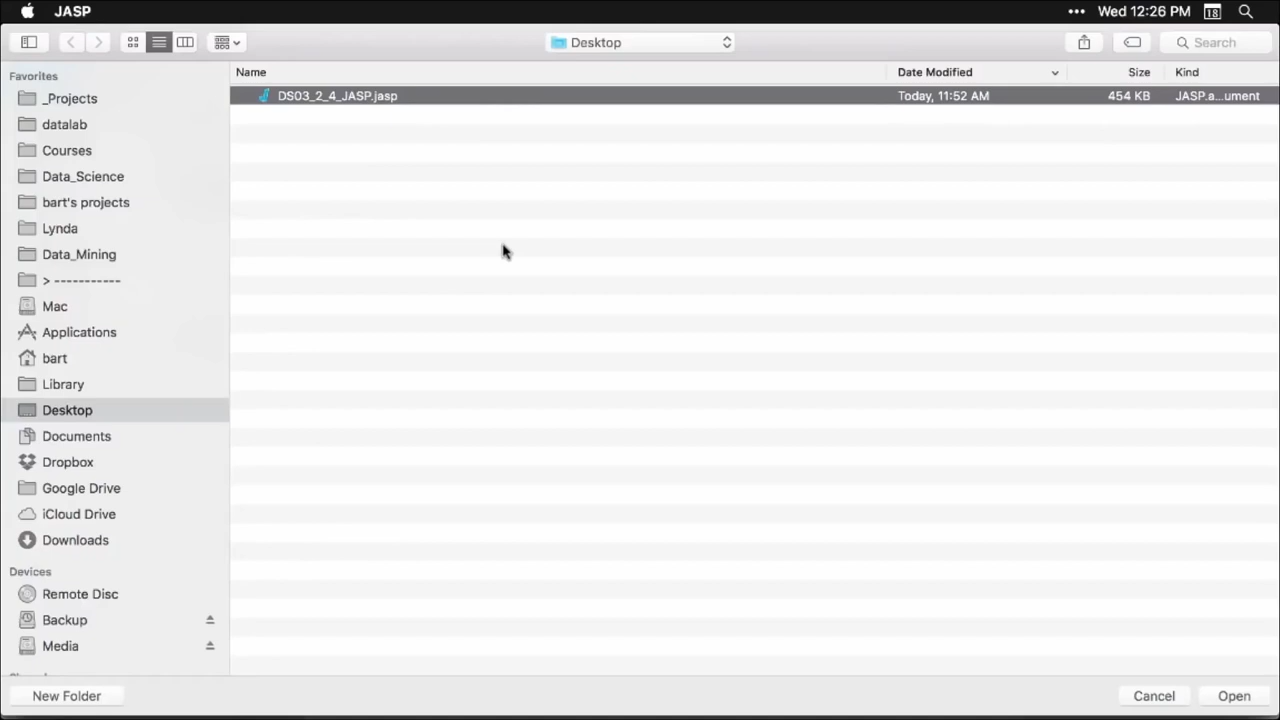 JASP
••• Wed 12:26 PM 18
Desktop
Search
Favorites
_Projects
datalab
Courses
Data_Science
bart's projects
Lynda
Data_Mining
> -----------
Mac
Applications
bart
Library
Desktop
Documents
Dropbox
Google Drive
iCloud Drive
Downloads
Devices
Remote Disc
Backup
Media
Name Date Modified Size Kind
DS03_2_4_JASP.jasp Today, 11:52 AM 454 KB JASP.a...ument
New Folder Cancel Open